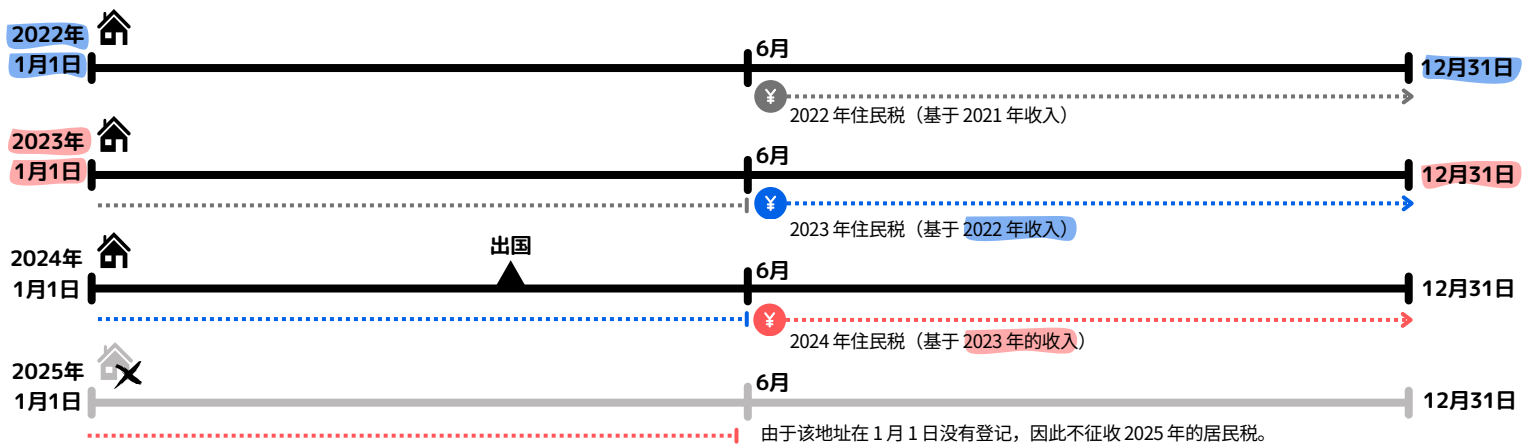 2022年
1月1日
6月
12月31日
¥
2022 年住民税（基于 2021 年收入）
2023年
1月1日
6月
12月31日
¥
2023 年住民税（基于 2022 年收入）
2024年
1月1日
出国
6月
12月31日
¥
2024 年住民税（基于 2023 年的收入）
2025年
1月1日
6月
12月31日
由于该地址在 1 月 1 日没有登记，因此不征收 2025 年的居民税。